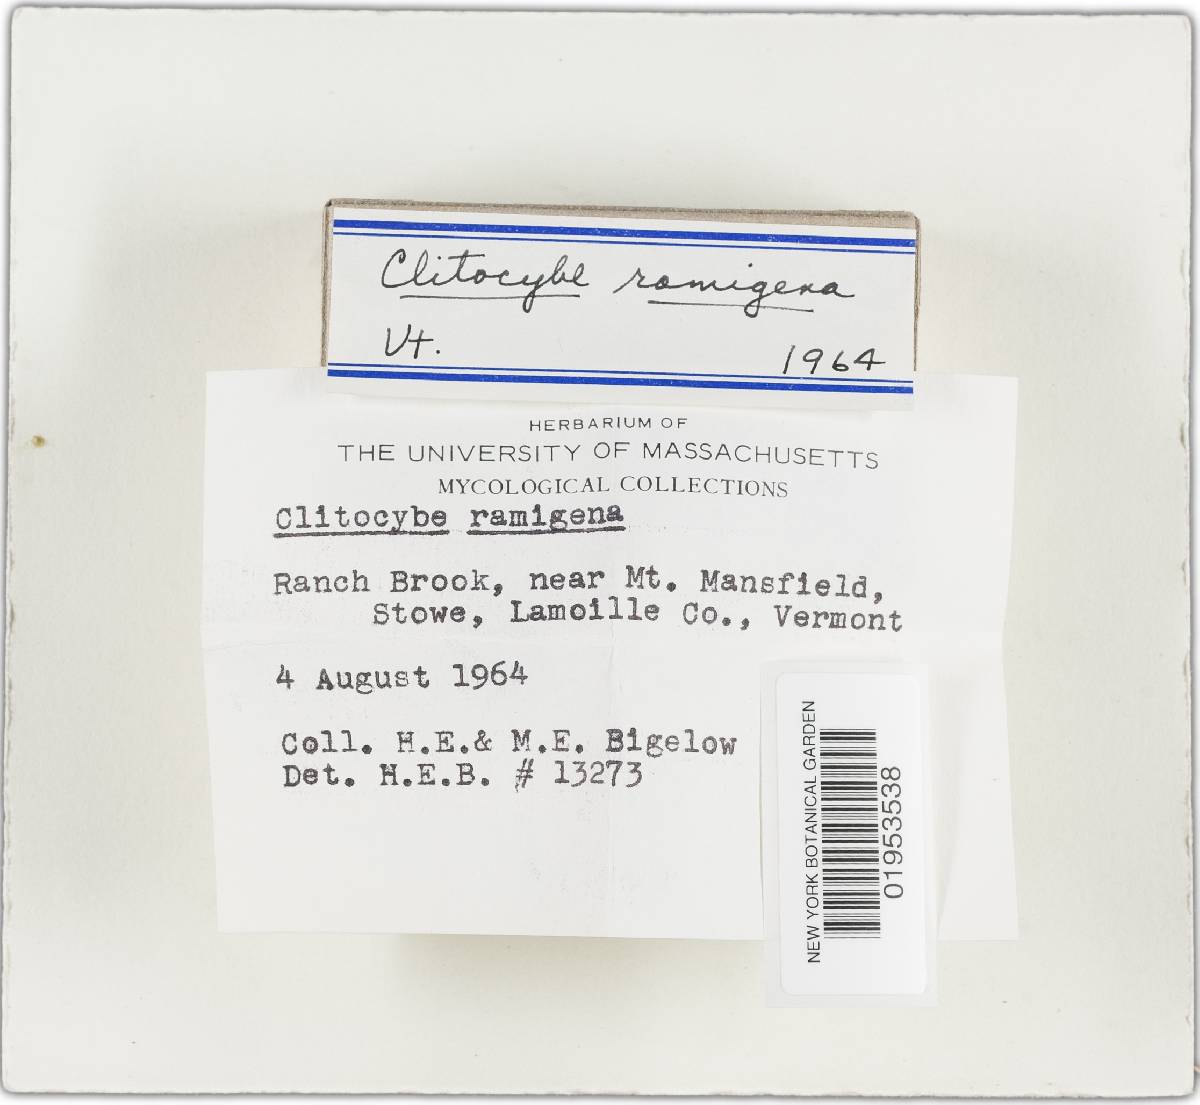 Clitocybe ramigena
Vt. 1964
HERBARIUM OF
THE UNIVERSITY OF MASSACHUSETTS
MYCOLOGICAL COLLECTIONS
Clitocybe ramigena
Ranch Brook, near Mt. Mansfield,
Stowe, Lamoille Co., Vermont
4 August 1964
Coll. H.E.& M.E. Bigelow
Det. H.E.B. # 13273
NEW YORK BOTANICAL GARDEN
01953538